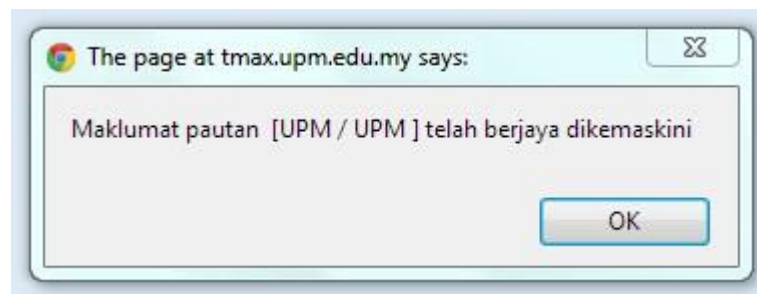 The page at tmax.upm.edu.my says:
Maklumat pautan [UPM / UPM ] telah berjaya dikemaskini
OK